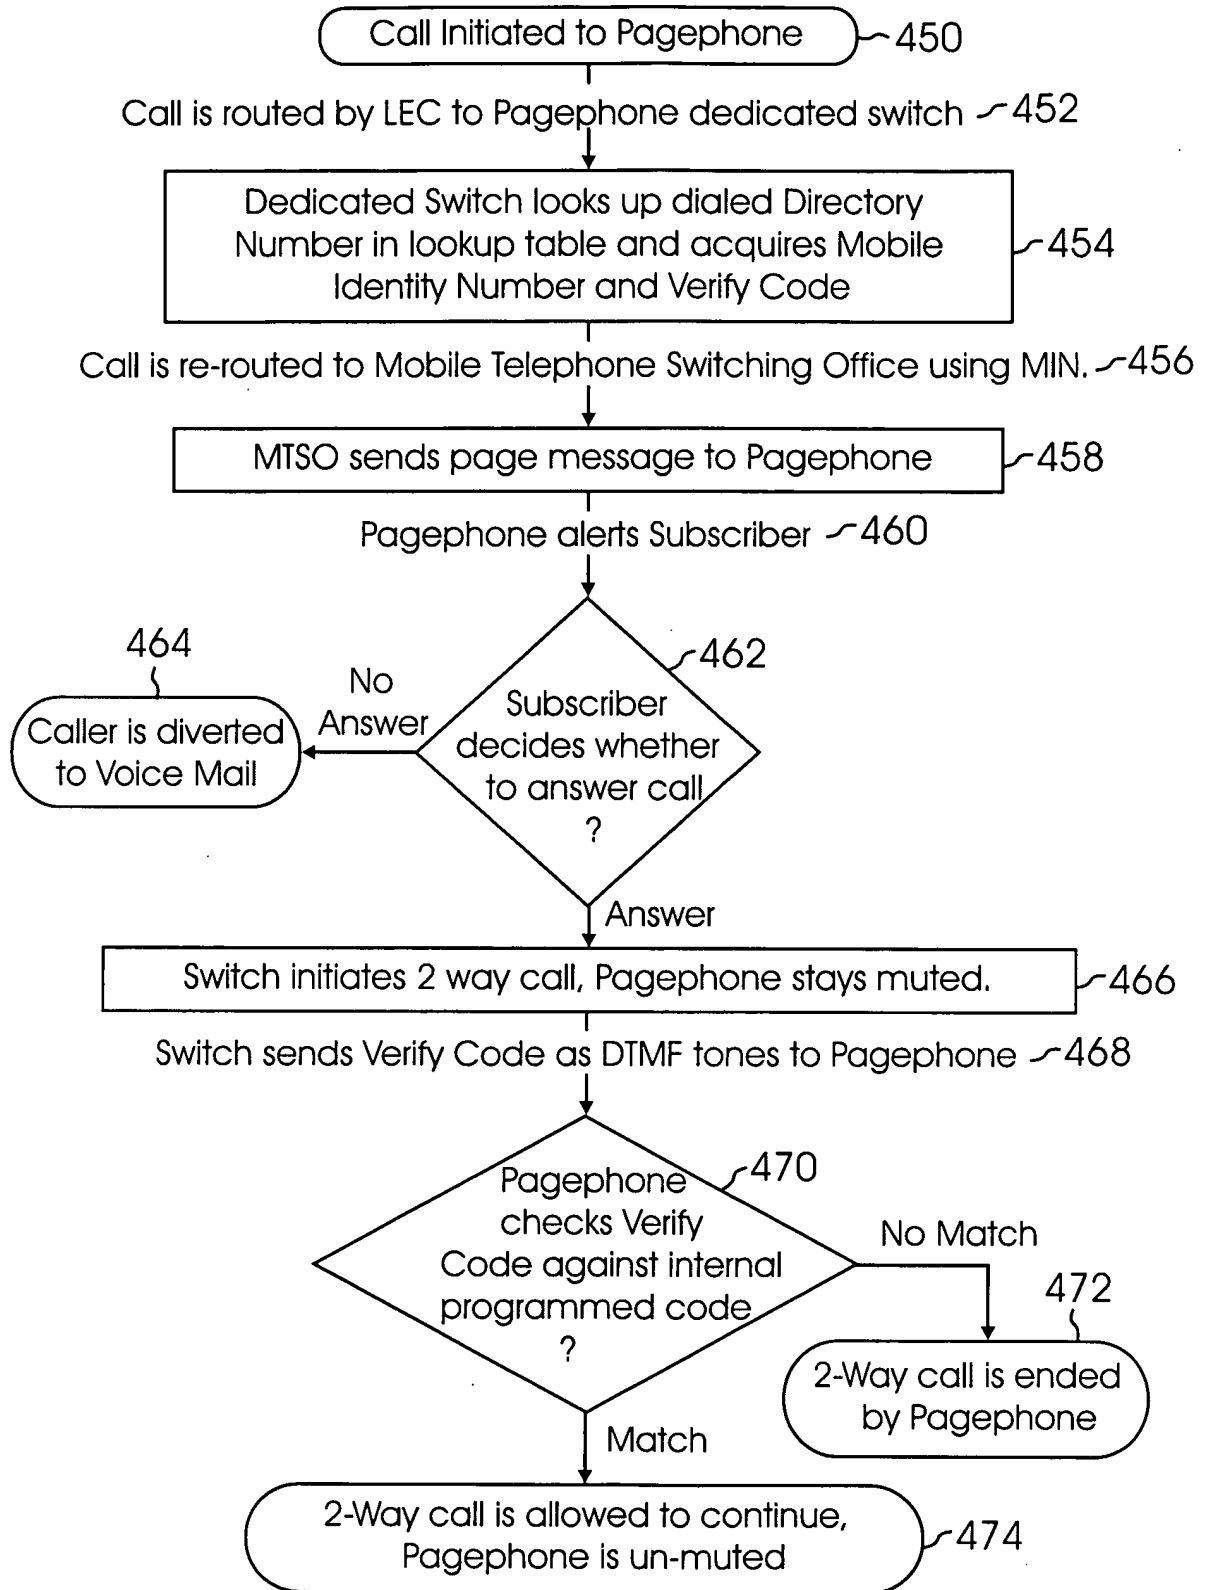 Call Initiated to Pagephone 450
Call is routed by LEC to Pagephone dedicated switch 452
Dedicated Switch looks up dialed Directory
Number in lookup table and acquires Mobile
Identity Number and Verify Code
454
Call is re-routed to Mobile Telephone Switching Office using MIN. 456
MTSO sends page message to Pagephone 458
Pagephone alerts Subscriber 460
462
Subscriber
decides whether
to answer call
?
No
Answer
464
Caller is diverted
to Voice Mail
Answer
Switch initiates 2 way call, Pagephone stays muted. 466
Switch sends Verify Code as DTMF tones to Pagephone 468
470
Pagephone
checks Verify
Code against internal
programmed code
?
No Match
472
2-Way call is ended
by Pagephone
Match
2-Way call is allowed to continue,
Pagephone is un-muted
474